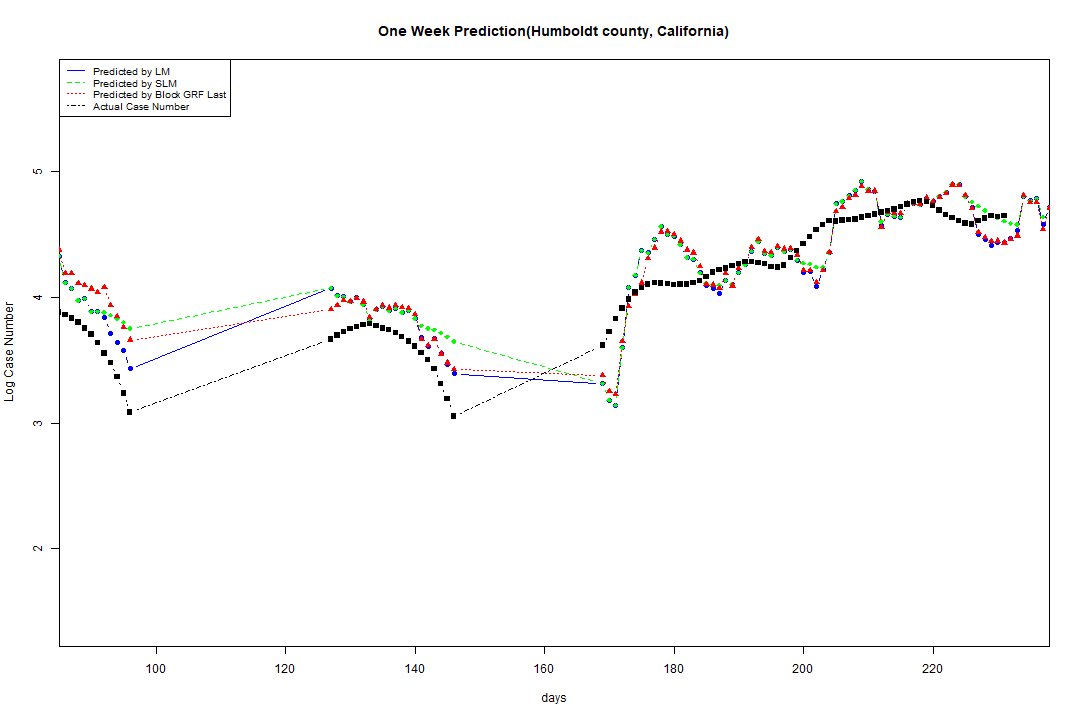 One Week Prediction(Humboldt county, California)
Predicted by LM
Predicted by SLM
Predicted by Block GRF Last
Actual Case Number
5
4
3
2
Log Case Number
100 120 140 160 180 200 220
days